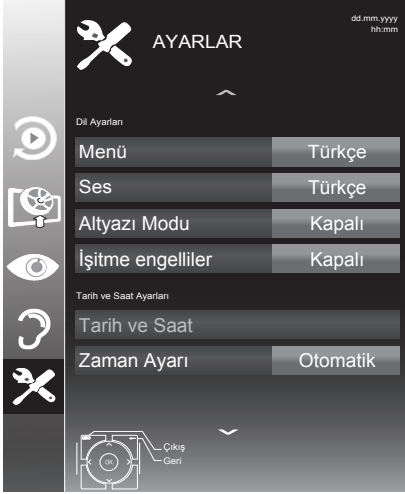 AYARLAR
dd.mm.yyyy
hh:mm
Dil Ayarları
Menü Türkçe
Ses Türkçe
Altyazı Modu Kapalı
İşitme engelliler Kapalı
Tarih ve Saat Ayarları
Tarih ve Saat
Zaman Ayarı Otomatik
Çıkış
Geri
OK